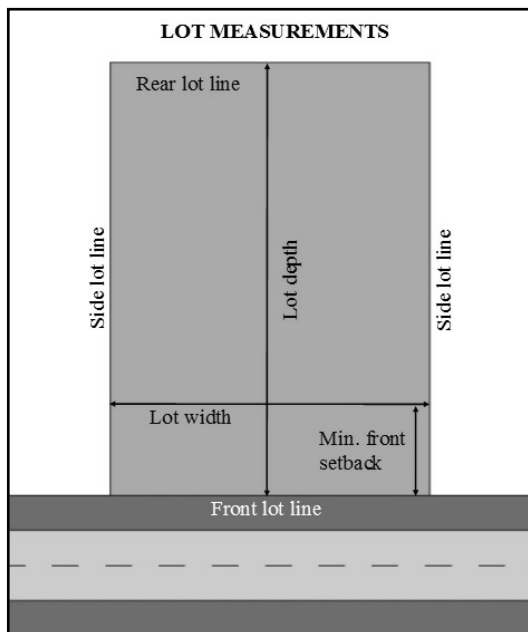 LOT MEASUREMENTS
Rear lot line
Side lot line
Lot depth
Side lot line
Lot width
Min. front
setback
Front lot line